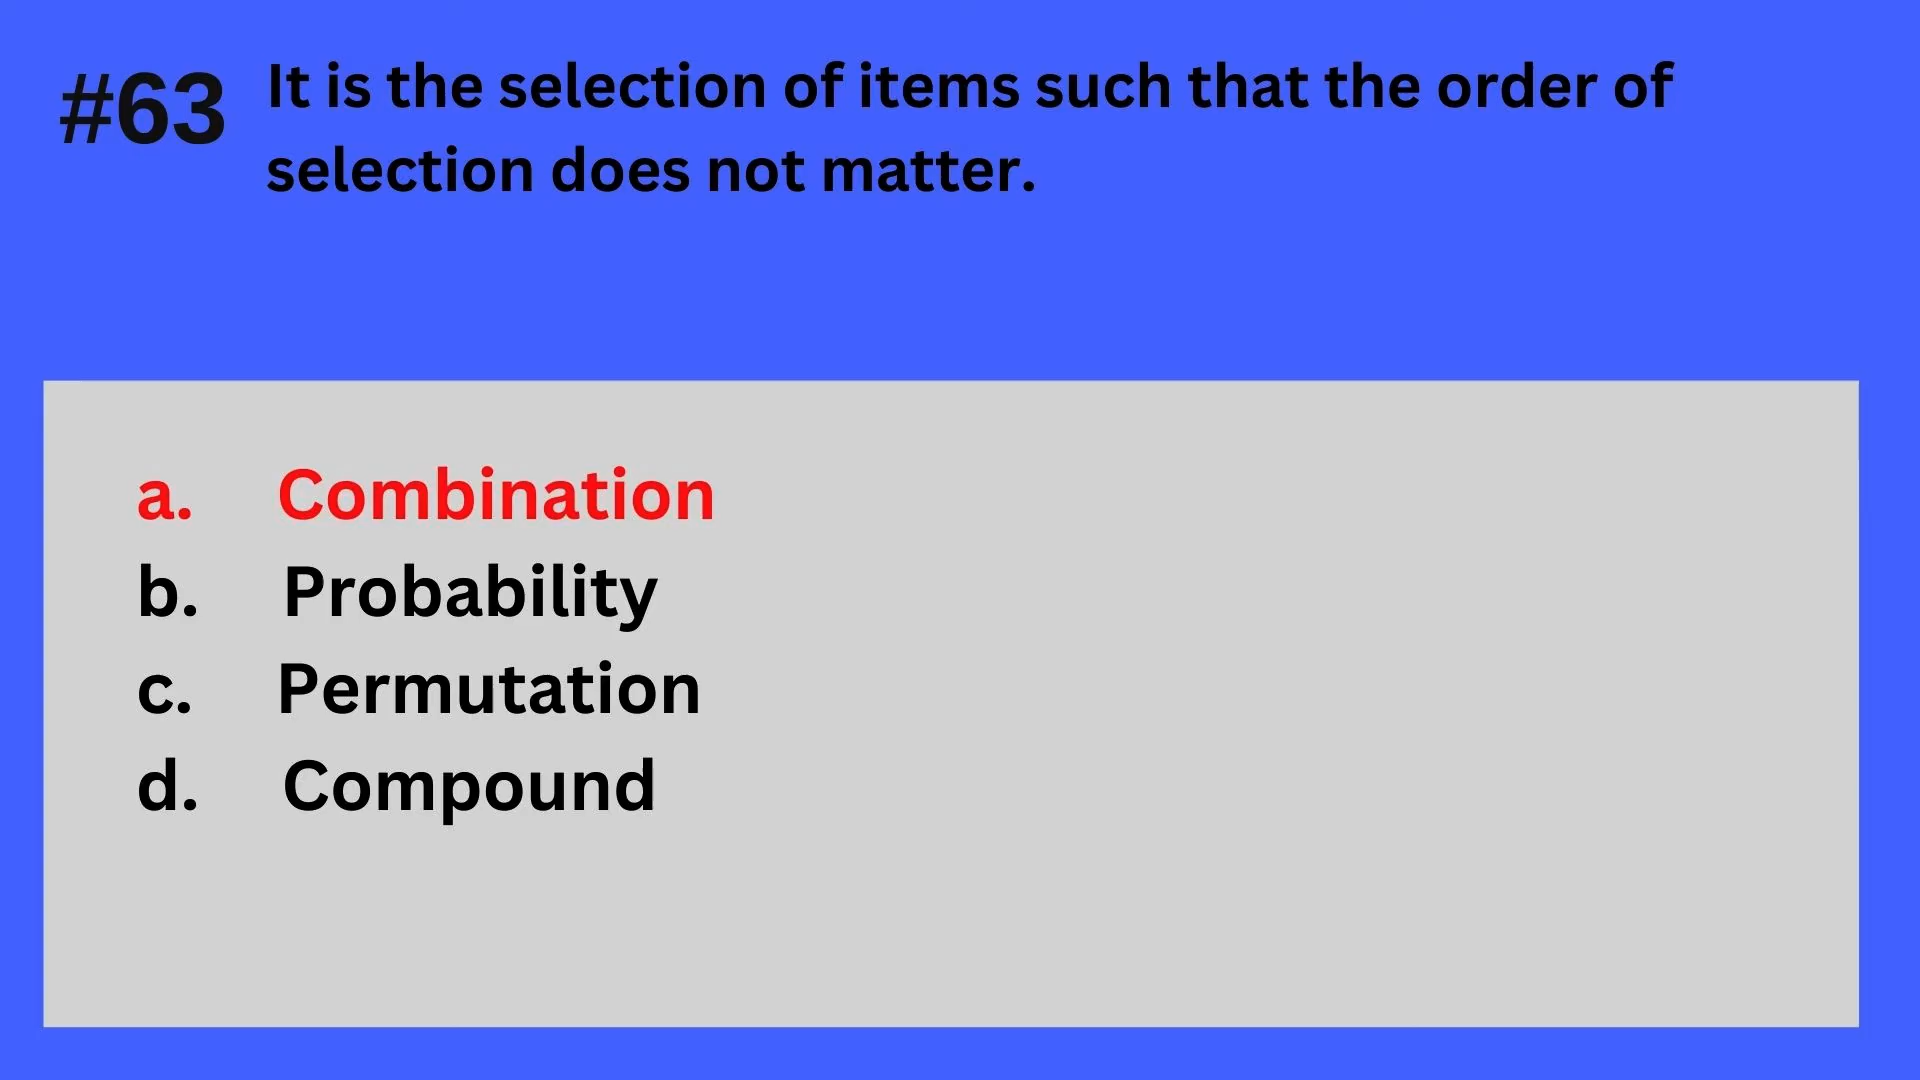 #63
It is the selection of items such that the order of
selection does not matter.
a. Combination
b. Probability
c. Permutation
d. Compound